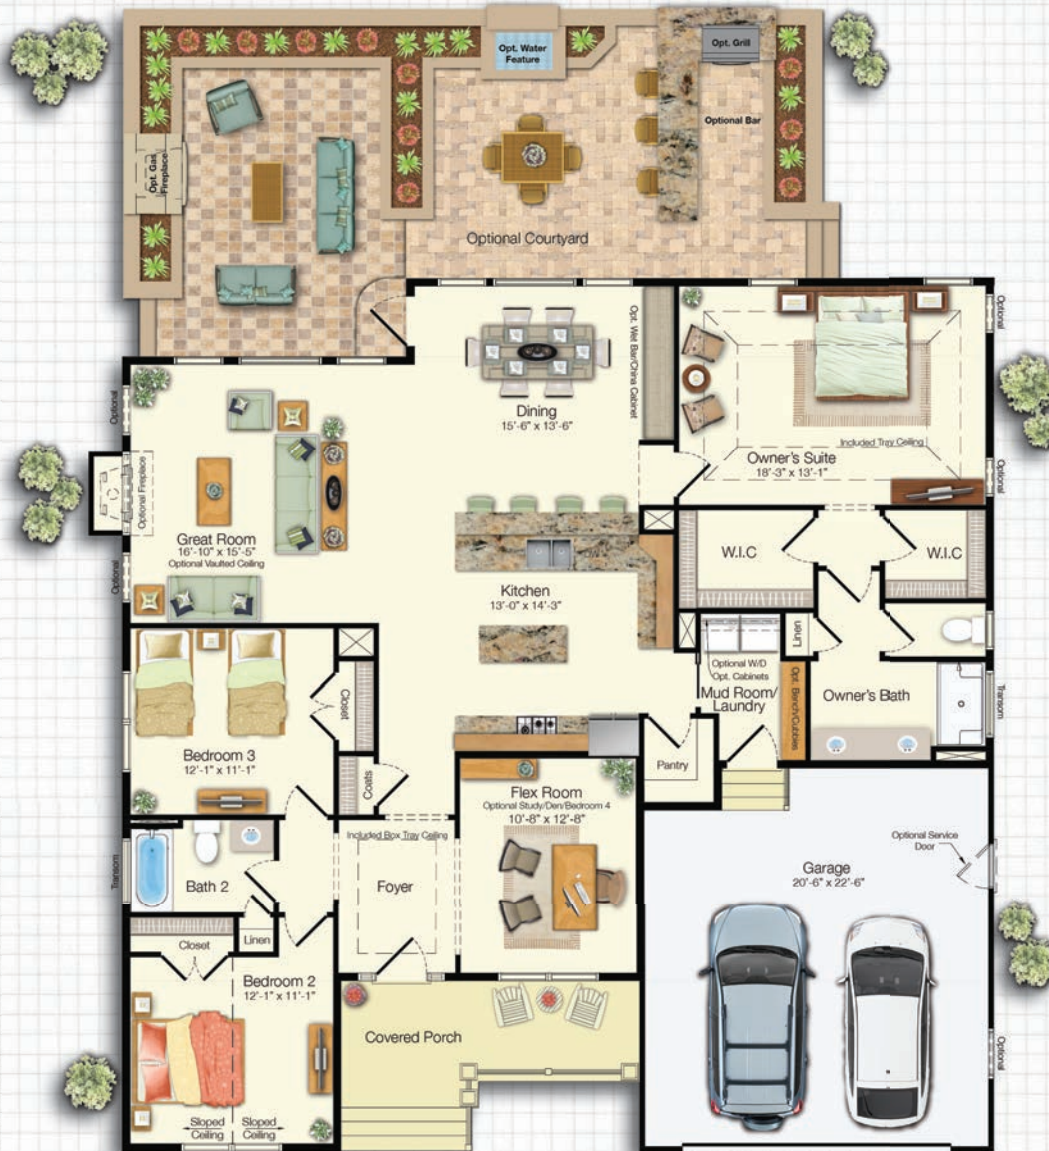 Opt. Water
Feature
Opt. Grill
Optional Bar
Opt. Gas
Fireplace
Optional Courtyard
Optional
Opt. Wet Bar/China Cabinet
Dining
15'-6" x 13'-6"
Included Tray Ceiling
Owner's Suite
18'-3" x 13'-1"
Optional
Optional
Optional Fireplace
Great Room
16'-10" x 15'-5"
Optional Vaulted Ceiling
Optional
W.I.C
W.I.C
Kitchen
13'-0" x 14'-3"
Linen
Optional W/D
Opt. Cabinets
Mud Room/
Laundry
Opt. Bench/Cubbies
Owner's Bath
Transom
Closet
Bedroom 3
12'-1" x 11'-1"
Coats
Pantry
Flex Room
Optional Study/Den/Bedroom 4
10'-8" x 12'-8"
Included Box Tray Ceiling
Foyer
Transom
Bath 2
Linen
Closet
Optional Service
Door
Garage
20'-6" x 22'-6"
Bedroom 2
12'-1" x 11'-1"
Covered Porch
Optional
Sloped
Ceiling
Sloped
Ceiling